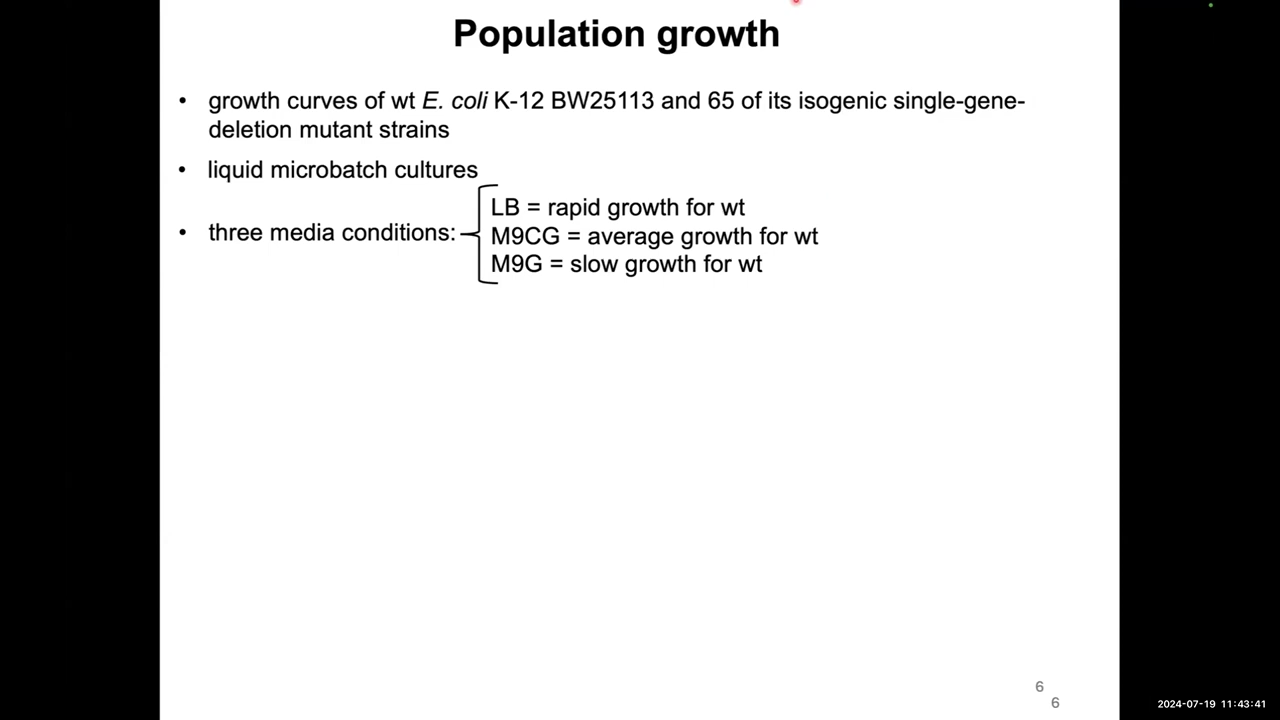 Population growth
• growth curves of wt E. coli K-12 BW25113 and 65 of its isogenic single-gene-
deletion mutant strains
• liquid microbatch cultures
• three media conditions:
LB = rapid growth for wt
M9CG = average growth for wt
M9G = slow growth for wt
6
6
2024-07-19 11:43:41